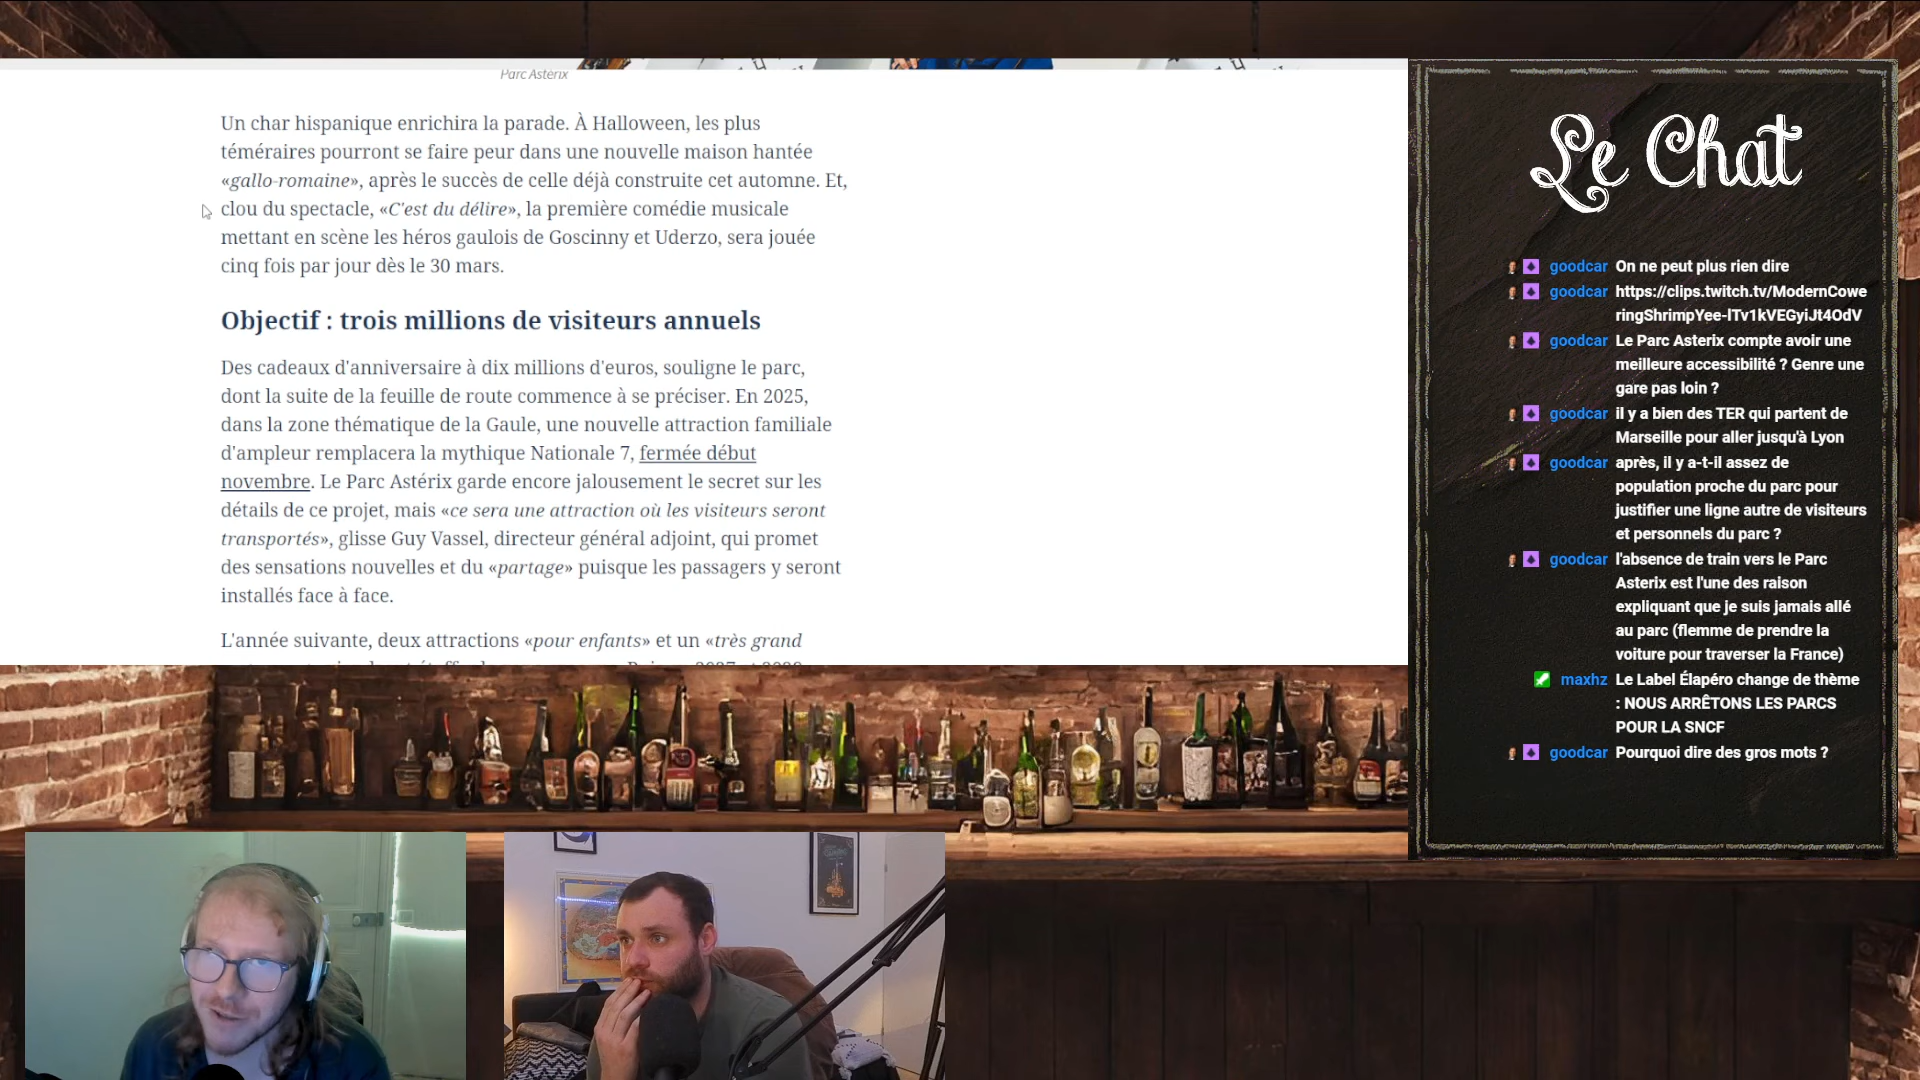 Parc Astérix
Un char hispanique enrichira la parade. À Halloween, les plus
téméraires pourront se faire peur dans une nouvelle maison hantée
«gallo-romaine», après le succès de celle déjà construite cet automne. Et,
clou du spectacle, «C'est du délire», la première comédie musicale
mettant en scène les héros gaulois de Goscinny et Uderzo, sera jouée
cinq fois par jour dès le 30 mars.
Objectif : trois millions de visiteurs annuels
Des cadeaux d'anniversaire à dix millions d'euros, souligne le parc,
dont la suite de la feuille de route commence à se préciser. En 2025,
dans la zone thématique de la Gaule, une nouvelle attraction familiale
d'ampleur remplacera la mythique Nationale 7, fermée début
novembre. Le Parc Astérix garde encore jalousement le secret sur les
détails de ce projet, mais «ce sera une attraction où les visiteurs seront
transportés», glisse Guy Vassel, directeur général adjoint, qui promet
des sensations nouvelles et du «partage» puisque les passagers y seront
installés face à face.
L'année suivante, deux attractions «pour enfants» et un «très grand
Le Chat
goodcar On ne peut plus rien dire
goodcar https://clips.twitch.tv/ModernCowe
ringShrimpYee-lTv1kVEGyiJt4OdV
goodcar Le Parc Asterix compte avoir une
meilleure accessibilité ? Genre une
gare pas loin ?
goodcar il y a bien des TER qui partent de
Marseille pour aller jusqu'à Lyon
goodcar après, il y a-t-il assez de
population proche du parc pour
justifier une ligne autre de visiteurs
et personnels du parc ?
goodcar l'absence de train vers le Parc
Asterix est l'une des raison
expliquant que je suis jamais allé
au parc (flemme de prendre la
voiture pour traverser la France)
maxhz Le Label Élapéro change de thème
: NOUS ARRÊTONS LES PARCS
POUR LA SNCF
goodcar Pourquoi dire des gros mots ?